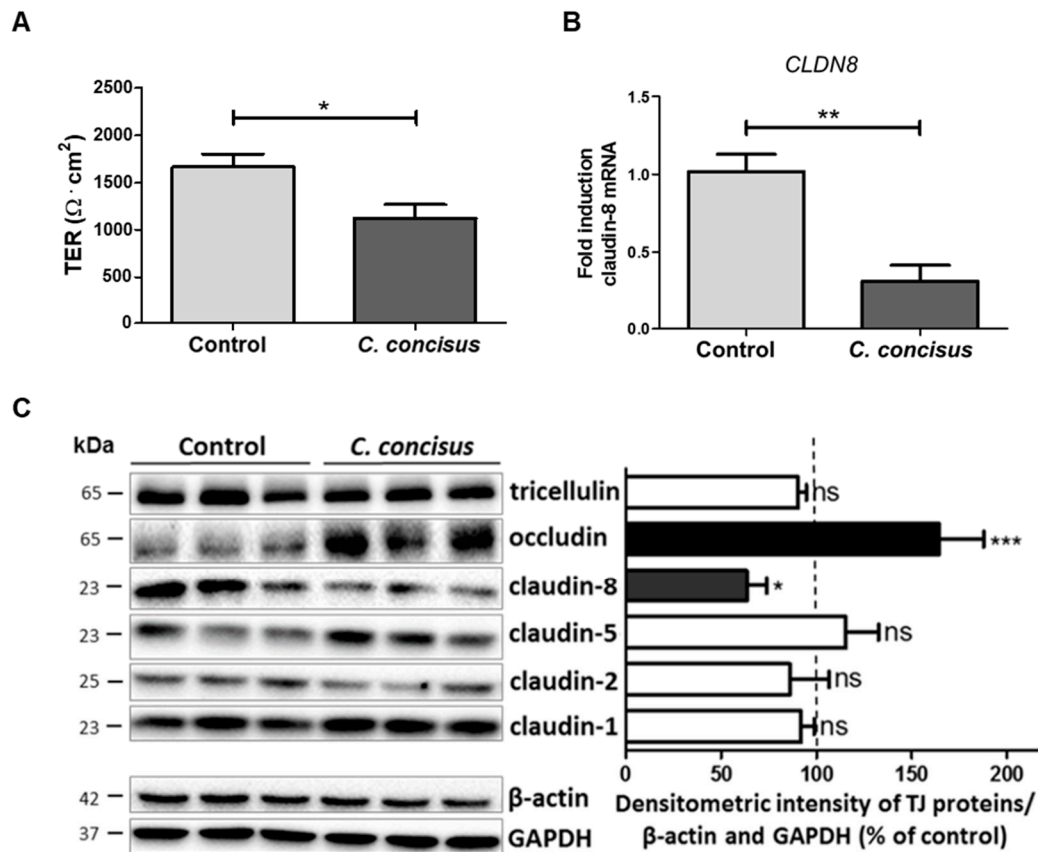 A
2500
2000
1500
1000
500
0
TER (Ω · cm²)
*
Control
C. concisus
B
CLDN8
1.5
1.0
0.5
0.0
Fold induction
claudin-8 mRNA
**
Control
C. concisus
C
kDa
Control
C. concisus
65
tricellulin
ns
65
occludin
***
23
claudin-8
*
23
claudin-5
ns
25
claudin-2
ns
23
claudin-1
ns
0 50 100 150 200
42
β-actin
37
GAPDH
Densitometric intensity of TJ proteins/
β-actin and GAPDH (% of control)